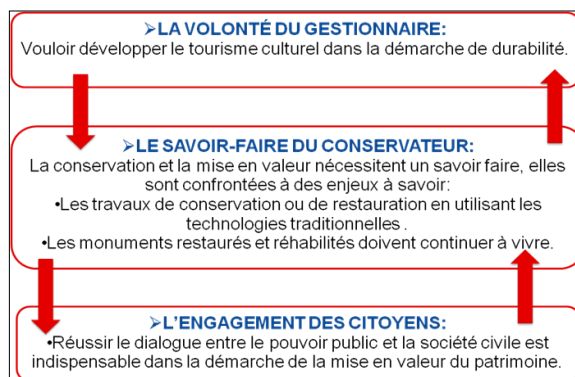 ➢LA VOLONTÉ DU GESTIONNAIRE:
Vouloir développer le tourisme culturel dans la démarche de durabilité.
➢LE SAVOIR-FAIRE DU CONSERVATEUR:
La conservation et la mise en valeur nécessitent un savoir faire, elles
sont confrontées à des enjeux à savoir:
•Les travaux de conservation ou de restauration en utilisant les
technologies traditionnelles .
•Les monuments restaurés et réhabilités doivent continuer à vivre.
➢L’ENGAGEMENT DES CITOYENS:
•Réussir le dialogue entre le pouvoir public et la société civile est
indispensable dans la démarche de la mise en valeur du patrimoine.